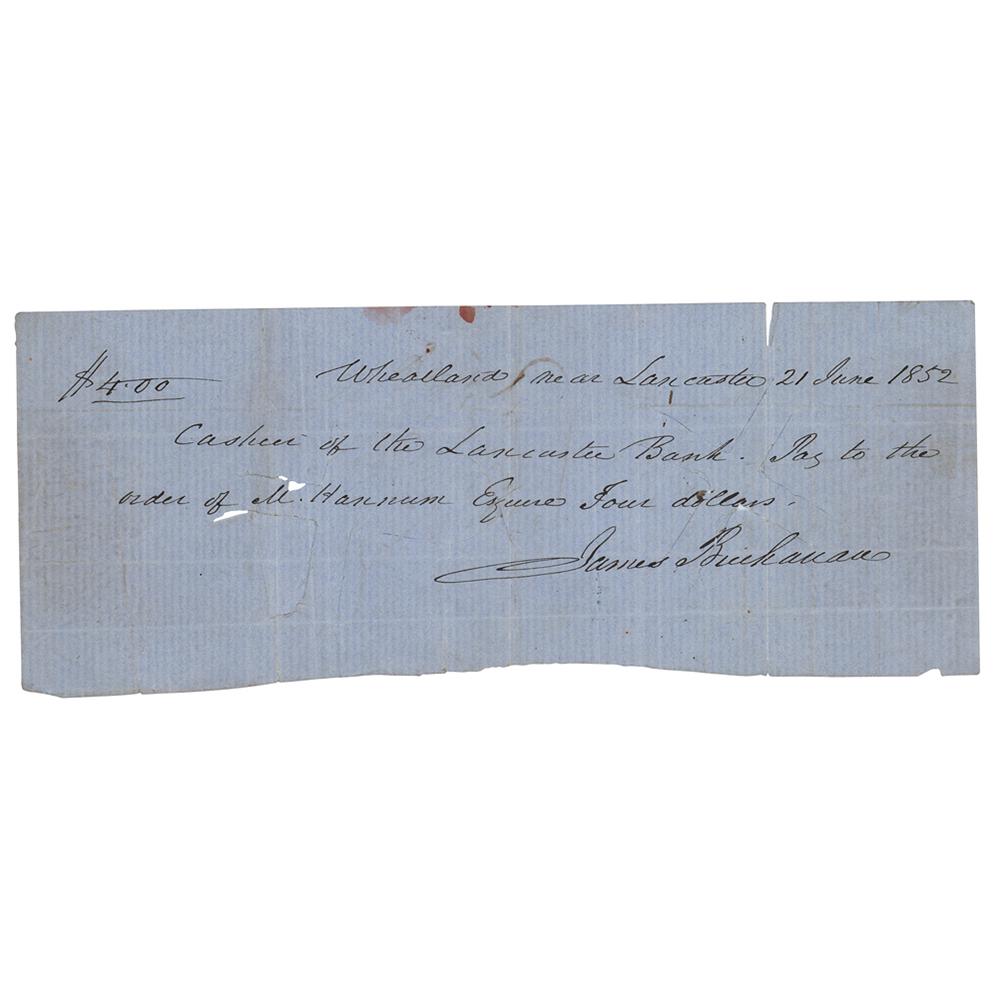 $4.00 Wheatland, near Lancaster 21 June 1852
Cashier of the Lancaster Bank. Pay to the
order of M. Hannum Esquire Four dollars.
James Buchanan